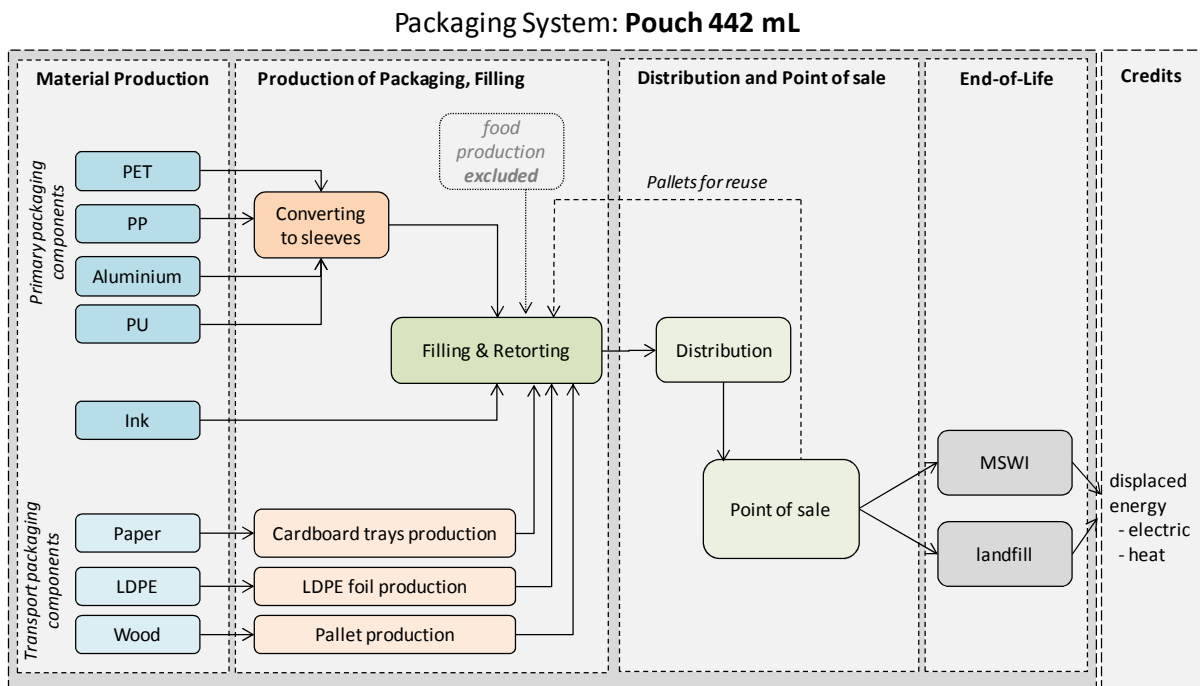 Packaging System: Pouch 442 mL
Material Production
Production of Packaging, Filling
Distribution and Point of sale
End-of-Life
Credits
Primary packaging
components
PET
PP
Aluminium
PU
Converting
to sleeves
food
production
excluded
Pallets for reuse
Filling & Retorting
Distribution
Ink
Point of sale
MSWI
landfill
displaced
energy
- electric
- heat
Transport packaging
components
Paper
Cardboard trays production
LDPE
LDPE foil production
Wood
Pallet production